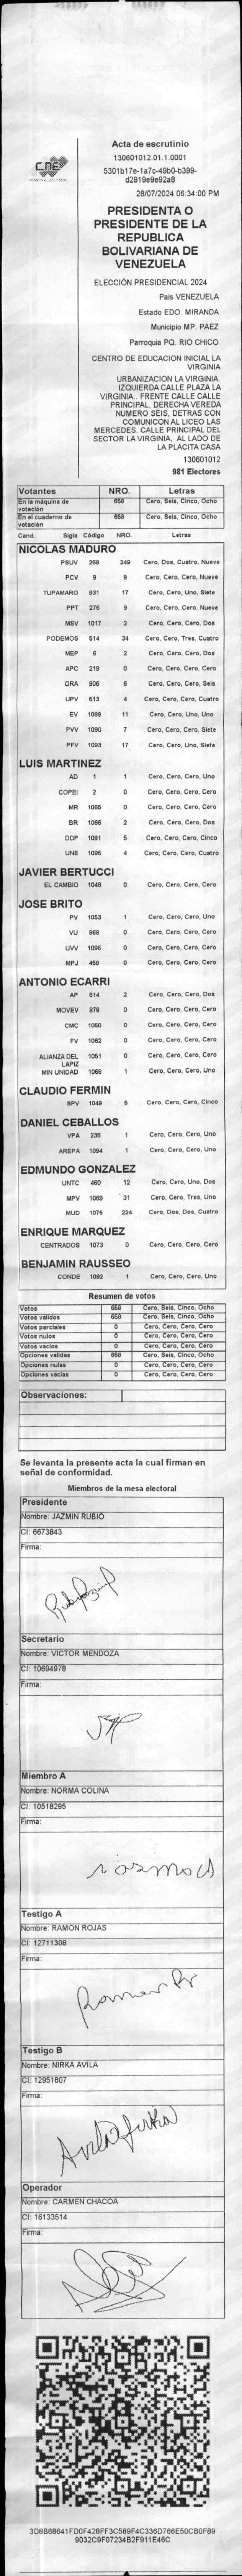 CNE
Acta de escrutinio
130601012.01.1.0001
5301b17e-1a7c-49b0-b399-
d2919e9e92a8
28/07/2024 06:34:00 PM
PRESIDENTA O
PRESIDENTE DE LA
REPUBLICA
BOLIVARIANA DE
VENEZUELA
ELECCIÓN PRESIDENCIAL 2024
Pais VENEZUELA
Estado EDO. MIRANDA
Municipio MP. PAEZ
Parroquia PQ. RIO CHICO
CENTRO DE EDUCACION INICIAL LA
VIRGINIA
URBANIZACION LA VIRGINIA.
IZQUIERDA CALLE PLAZA LA
VIRGINIA.. FRENTE CALLE CALLE
PRINCIPAL. DERECHA VEREDA
NUMERO SEIS, DETRAS CON
COMUNICON AL LICEO LAS
MERCEDES. CALLE PRINCIPAL DEL
SECTOR LA VIRGINIA, AL LADO DE
LA PLACITA CASA
130601012
981 Electores
Votantes NRO. Letras
En la máquina de votación 658 Cero, Seis, Cinco, Ocho
En el cuaderno de votación 658 Cero, Seis, Cinco, Ocho
Cand. Sigla Código NRO. Letras
NICOLAS MADURO
PSUV 269 249 Cero, Dos, Cuatro, Nueve
PCV 9 9 Cero, Cero, Cero, Nueve
TUPAMARO 931 17 Cero, Cero, Uno, Siete
PPT 276 9 Cero, Cero, Cero, Nueve
MSV 1017 2 Cero, Cero, Cero, Dos
PODEMOS 514 34 Cero, Cero, Tres, Cuatro
MEP 6 2 Cero, Cero, Cero, Dos
APC 219 0 Cero, Cero, Cero, Cero
ORA 906 6 Cero, Cero, Cero, Seis
UPV 513 4 Cero, Cero, Cero, Cuatro
EV 1089 11 Cero, Cero, Uno, Uno
PVV 1090 7 Cero, Cero, Cero, Siete
PFV 1093 17 Cero, Cero, Uno, Siete
LUIS MARTINEZ
AD 1 1 Cero, Cero, Cero, Uno
COPEI 2 0 Cero, Cero, Cero, Cero
MR 1065 0 Cero, Cero, Cero, Cero
BR 1066 2 Cero, Cero, Cero, Dos
DDP 1091 5 Cero, Cero, Cero, Cinco
UNE 1095 4 Cero, Cero, Cero, Cuatro
JAVIER BERTUCCI
EL CAMBIO 1048 0 Cero, Cero, Cero, Cero
JOSE BRITO
PV 1053 1 Cero, Cero, Cero, Uno
VU 968 0 Cero, Cero, Cero, Cero
UVV 1096 0 Cero, Cero, Cero, Cero
MPJ 456 0 Cero, Cero, Cero, Cero
ANTONIO ECARRI
AP 814 2 Cero, Cero, Cero, Dos
MOVEV 878 0 Cero, Cero, Cero, Cero
CMC 1050 0 Cero, Cero, Cero, Cero
FV 1062 0 Cero, Cero, Cero, Cero
ALIANZA DEL LAPIZ 1051 0 Cero, Cero, Cero, Cero
MIN UNIDAD 1068 1 Cero, Cero, Cero, Uno
CLAUDIO FERMIN
SPV 1049 5 Cero, Cero, Cero, Cinco
DANIEL CEBALLOS
VPA 236 1 Cero, Cero, Cero, Uno
AREPA 1094 1 Cero, Cero, Cero, Uno
EDMUNDO GONZALEZ
UNTC 460 12 Cero, Cero, Uno, Dos
MPV 1069 31 Cero, Cero, Tres, Uno
MUD 1075 224 Cero, Dos, Dos, Cuatro
ENRIQUE MARQUEZ
CENTRADOS 1073 0 Cero, Cero, Cero, Cero
BENJAMIN RAUSSEO
CONDE 1092 1 Cero, Cero, Cero, Uno
Resumen de votos
Votos 658 Cero, Seis, Cinco, Ocho
Votos válidos 658 Cero, Seis, Cinco, Ocho
Votos parciales 0 Cero, Cero, Cero, Cero
Votos nulos 0 Cero, Cero, Cero, Cero
Votos vacíos 0 Cero, Cero, Cero, Cero
Opciones válidas 658 Cero, Seis, Cinco, Ocho
Opciones nulas 0 Cero, Cero, Cero, Cero
Opciones vacías 0 Cero, Cero, Cero, Cero
Observaciones:
Se levanta la presente acta la cual firman en
señal de conformidad.
Miembros de la mesa electoral
Presidente
Nombre: JAZMIN RUBIO
CI: 6673843
Firma:
Secretario
Nombre: VICTOR MENDOZA
CI: 10694978
Firma:
Miembro A
Nombre: NORMA COLINA
CI: 10518295
Firma:
Testigo A
Nombre: RAMON ROJAS
CI: 12711308
Firma:
Testigo B
Nombre: NIRKA AVILA
CI: 12951807
Firma:
Avila Nirka
Operador
Nombre: CARMEN CHACOA
CI: 16133514
Firma:
3D8B68641FD0F428FF3C589F4C336D766E50CB0F89
9032C9F07234B2F911E46C